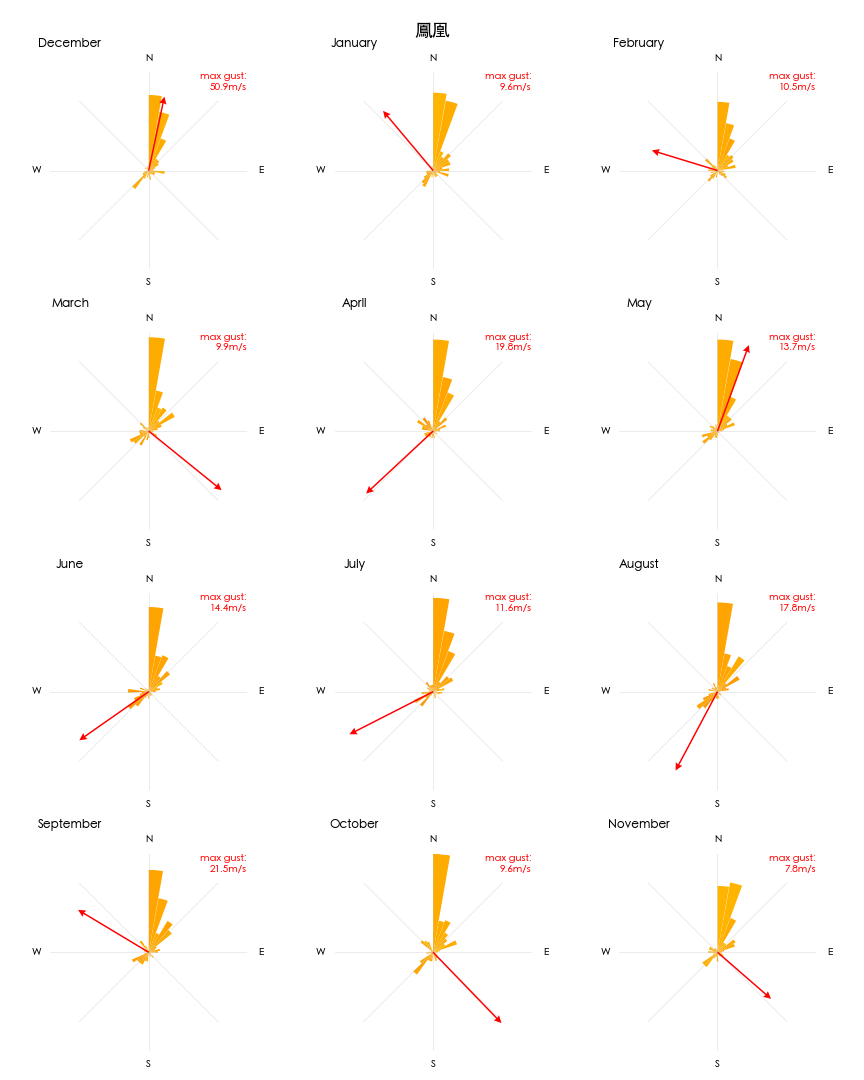 鳳凰
December
January
February
N
N
N
max gust:
50.9m/s
max gust:
9.6m/s
max gust:
10.5m/s
W
E
W
E
W
E
S
S
S
March
April
May
N
N
N
max gust:
9.9m/s
max gust:
19.8m/s
max gust:
13.7m/s
W
E
W
E
W
E
S
S
S
June
July
August
N
N
N
max gust:
14.4m/s
max gust:
11.6m/s
max gust:
17.8m/s
W
E
W
E
W
E
S
S
S
September
October
November
N
N
N
max gust:
21.5m/s
max gust:
9.6m/s
max gust:
7.8m/s
W
E
W
E
W
E
S
S
S